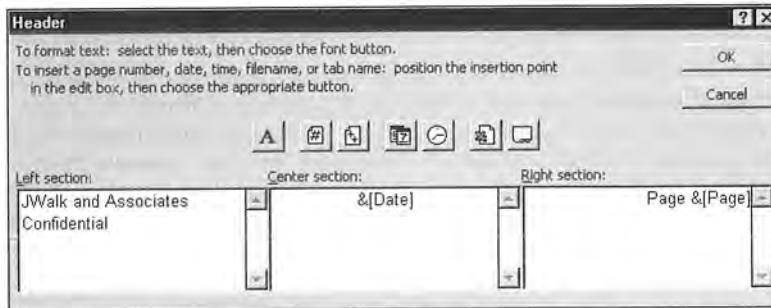 Header
To format text: select the text, then choose the font button.
To insert a page number, date, time, filename, or tab name: position the insertion point
in the edit box, then choose the appropriate button.
OK
Cancel
A
Left section:
Center section:
Right section:
JWalk and Associates
Confidential
&[Date]
Page &[Page]